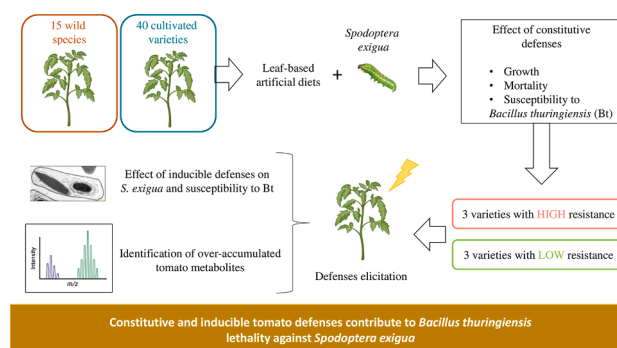 15 wild
species
40 cultivated
varieties
Leaf-based
artificial diets
+
Spodoptera
exigua
Effect of constitutive
defenses
• Growth
• Mortality
• Susceptibility to
Bacillus thuringiensis (Bt)
3 varieties with HIGH resistance
3 varieties with LOW resistance
Defenses elicitation
Effect of inducible defenses on
S. exigua and susceptibility to Bt
Identification of over-accumulated
tomato metabolites
Intensity
m/z
Constitutive and inducible tomato defenses contribute to Bacillus thuringiensis
lethality against Spodoptera exigua